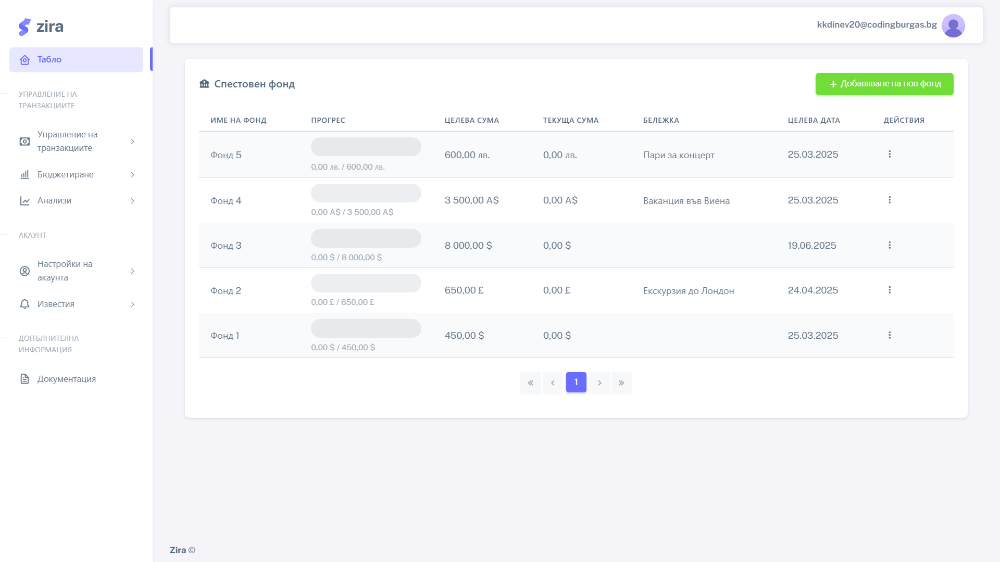 zira
kkdinev20@codingburgas.bg
Табло
УПРАВЛЕНИЕ НА
ТРАНЗАКЦИИТЕ
Управление на
транзакциите
Бюджетиране
Анализи
АКАУНТ
Настройки на
акаунта
Известия
ДОПЪЛНИТЕЛНА
ИНФОРМАЦИЯ
Документация
Спестовен фонд
+ Добавяне на нов фонд
ИМЕ НА ФОНД ПРОГРЕС ЦЕЛЕВА СУМА ТЕКУЩА СУМА БЕЛЕЖКА ЦЕЛЕВА ДАТА ДЕЙСТВИЯ
Фонд 5 600,00 лв. 0,00 лв. Пари за концерт 25.03.2025
0,00 лв. / 600,00 лв.
Фонд 4 3 500,00 A$ 0,00 A$ Ваканция във Виена 25.03.2025
0,00 A$ / 3 500,00 A$
Фонд 3 8 000,00 $ 0,00 $ 19.06.2025
0,00 $ / 8 000,00 $
Фонд 2 650,00 £ 0,00 £ Екскурзия до Лондон 24.04.2025
0,00 £ / 650,00 £
Фонд 1 450,00 $ 0,00 $ 25.03.2025
0,00 $ / 450,00 $
« ‹ 1 › »
Zira ©